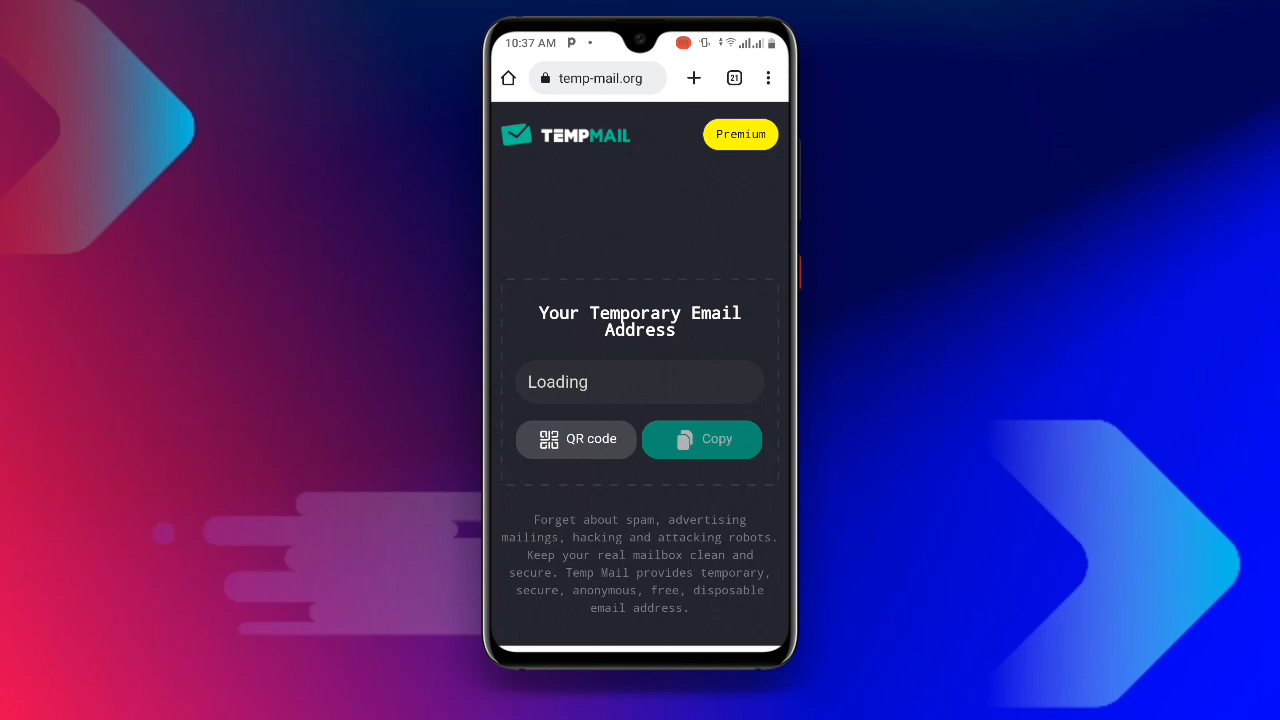 10:37 AM
temp-mail.org
21
TEMPMAIL
Premium
Your Temporary Email
Address
Loading
QR code
Copy
Forget about spam, advertising
mailings, hacking and attacking robots.
Keep your real mailbox clean and
secure. Temp Mail provides temporary,
secure, anonymous, free, disposable
email address.